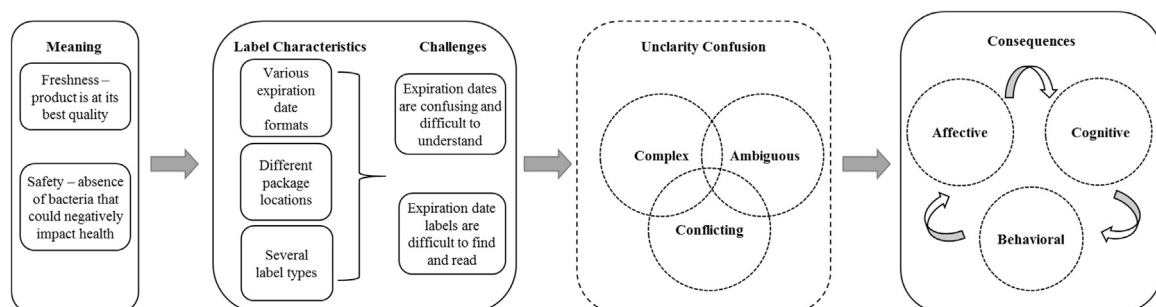 Meaning
Freshness –
product is at its
best quality
Safety – absence
of bacteria that
could negatively
impact health
Label Characteristics
Various
expiration
date
formats
Different
package
locations
Several
label types
Challenges
Expiration dates
are confusing and
difficult to
understand
Expiration date
labels are
difficult to find
and read
Unclarity Confusion
Complex
Ambiguous
Conflicting
Consequences
Affective
Cognitive
Behavioral